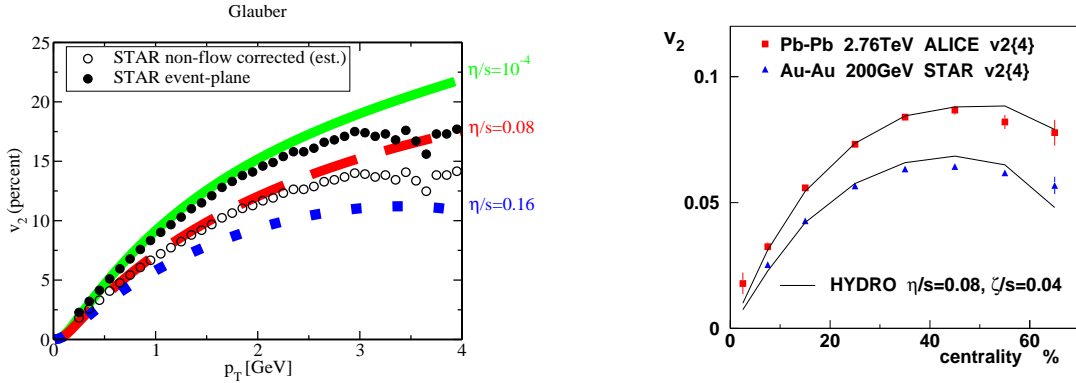 Glauber
25
20
15
10
5
0
v₂ (percent)
STAR non-flow corrected (est.)
STAR event-plane
η/s=10⁻⁴
η/s=0.08
η/s=0.16
0 1 2 3 4
p_T [GeV]
v₂
Pb-Pb 2.76TeV ALICE v2{4}
Au-Au 200GeV STAR v2{4}
0.1
0.05
0
HYDRO η/s=0.08, ζ/s=0.04
0 20 40 60 80
centrality %